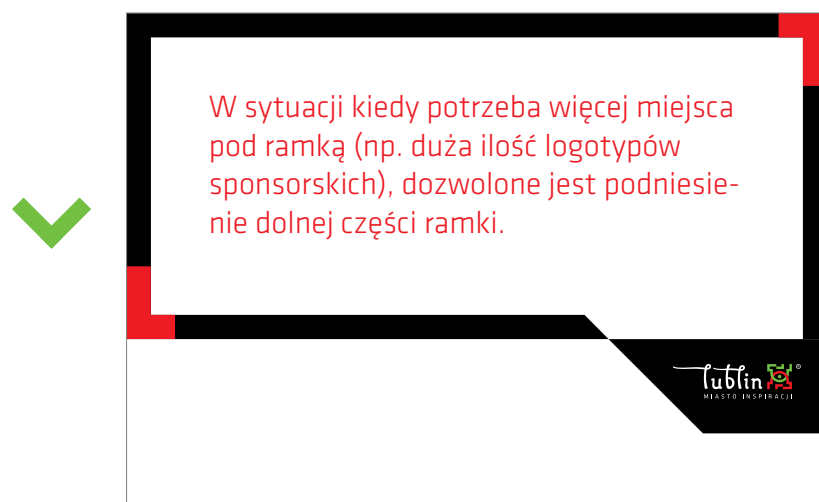 W sytuacji kiedy potrzeba więcej miejsca
pod ramką (np. duża ilość logotypów
sponsorskich), dozwolone jest podniesie-
nie dolnej części ramki.
lublin ®
MIASTO INSPIRACJI